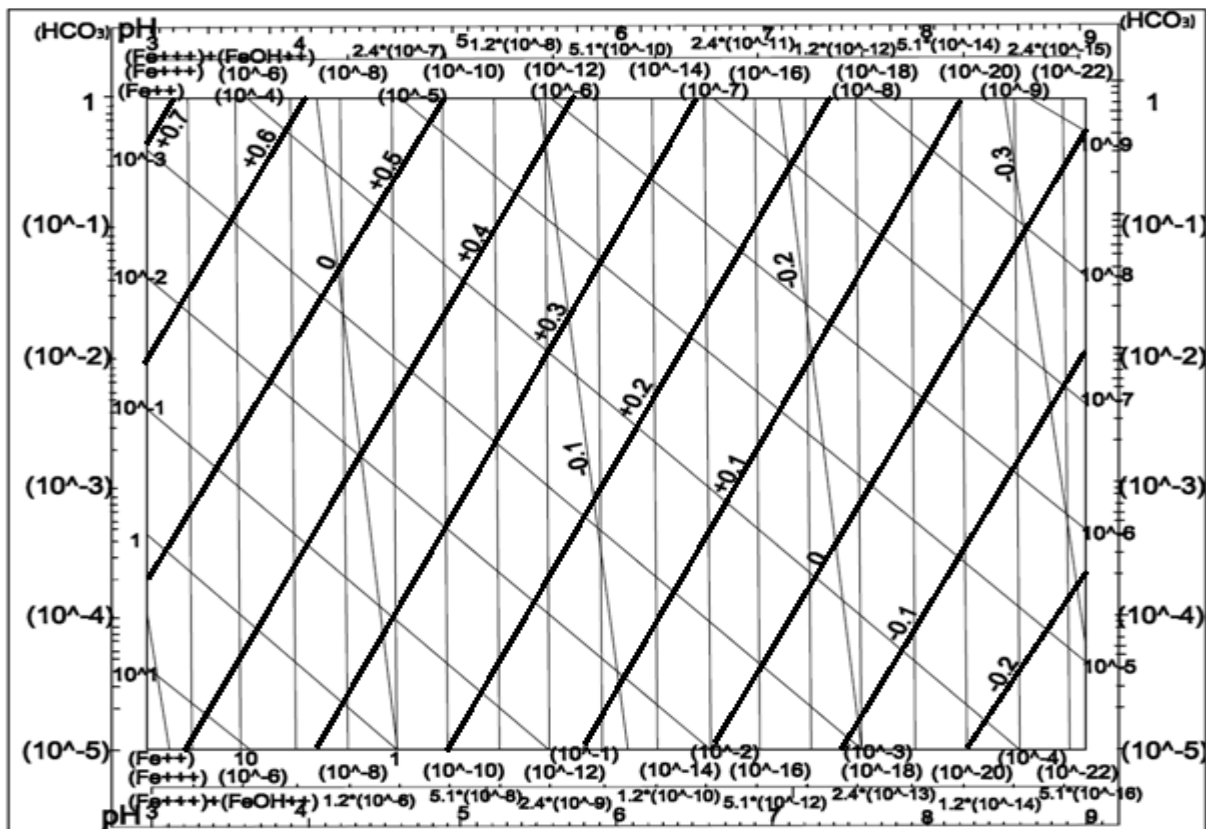 (HCO₃) pH 3 4 5 6 7 8 9 (HCO₃)
(Fe+++)+(FeOH++) 2.4*(10^-7) 1.2*(10^-8) 5.1*(10^-10) 2.4*(10^-11) 1.2*(10^-12) 5.1*(10^-14) 2.4*(10^-15)
(Fe+++) (10^-6) (10^-8) (10^-10) (10^-12) (10^-14) (10^-16) (10^-18) (10^-20) (10^-22)
(Fe++) (10^-4) (10^-5) (10^-6) (10^-7) (10^-8) (10^-9)
1 1
+0.7 +0.6 +0.5 -0.3
10^-3 10^-9
(10^-1) (10^-1)
0 +0.4 -0.2
10^-2 10^-8
+0.3
(10^-2) (10^-2)
+0.2
10^-1 10^-7
-0.1 +0.1
(10^-3) (10^-3)
1 10^-6
0
(10^-4) (10^-4)
-0.1
10^1 -0.2 10^-5
(10^-5) (10^-5)
(Fe++) 10 1 (10^-1) (10^-2) (10^-3) (10^-4)
(Fe+++) (10^-6) (10^-8) (10^-10) (10^-12) (10^-14) (10^-16) (10^-18) (10^-20) (10^-22)
(Fe+++)+(FeOH++) 1.2*(10^-6) 5.1*(10^-8) 2.4*(10^-9) 1.2*(10^-10) 5.1*(10^-12) 2.4*(10^-13) 1.2*(10^-14) 5.1*(10^-16)
pH 3 4 5 6 7 8 9